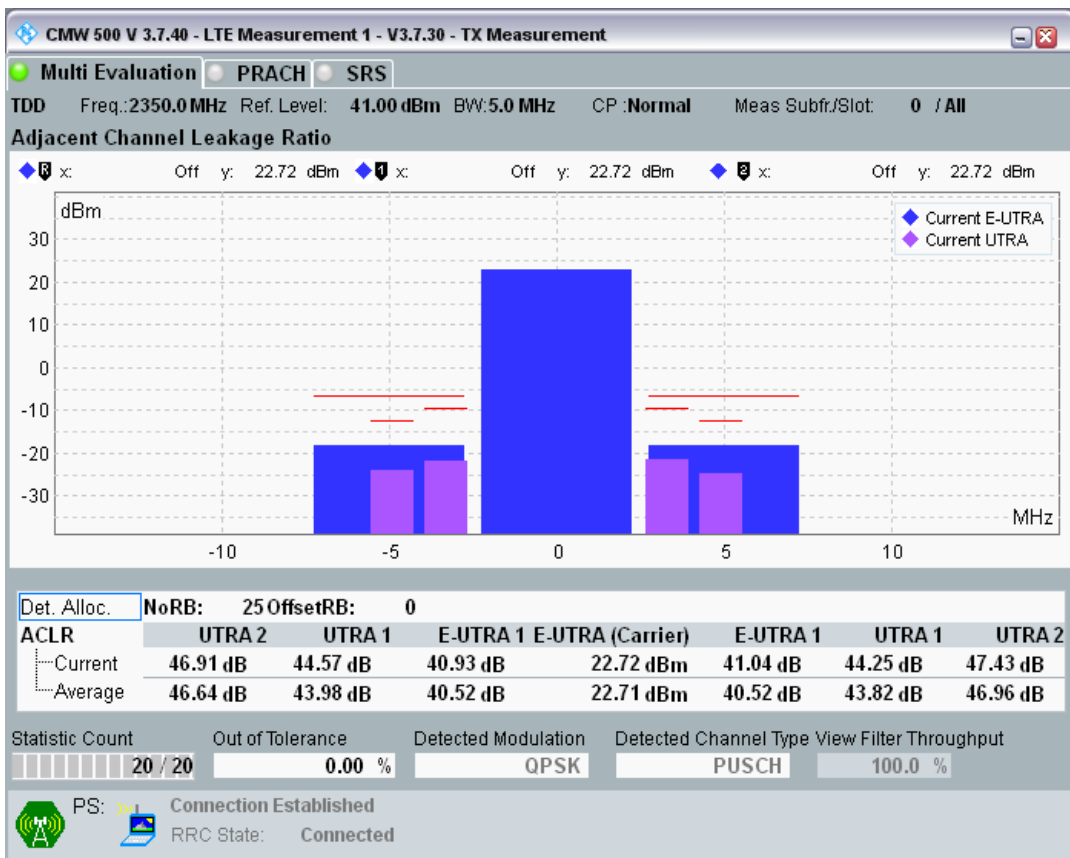 CMW 500 V 3.7.40 - LTE Measurement 1 - V3.7.30 - TX Measurement
Multi Evaluation PRACH SRS
TDD Freq.:2350.0 MHz Ref. Level: 41.00 dBm BW:5.0 MHz CP :Normal Meas Subfr./Slot: 0 / All
Adjacent Channel Leakage Ratio
R x: Off y: 22.72 dBm 1 x: Off y: 22.72 dBm 2 x: Off y: 22.72 dBm
dBm
Current E-UTRA
Current UTRA
30
20
10
0
-10
-20
-30
MHz
-10 -5 0 5 10
Det. Alloc. NoRB: 25 OffsetRB: 0
ACLR UTRA 2 UTRA 1 E-UTRA 1 E-UTRA (Carrier) E-UTRA 1 UTRA 1 UTRA 2
Current 46.91 dB 44.57 dB 40.93 dB 22.72 dBm 41.04 dB 44.25 dB 47.43 dB
Average 46.64 dB 43.98 dB 40.52 dB 22.71 dBm 40.52 dB 43.82 dB 46.96 dB
Statistic Count Out of Tolerance Detected Modulation Detected Channel Type View Filter Throughput
20 / 20 0.00 % QPSK PUSCH 100.0 %
PS: Connection Established
RRC State: Connected